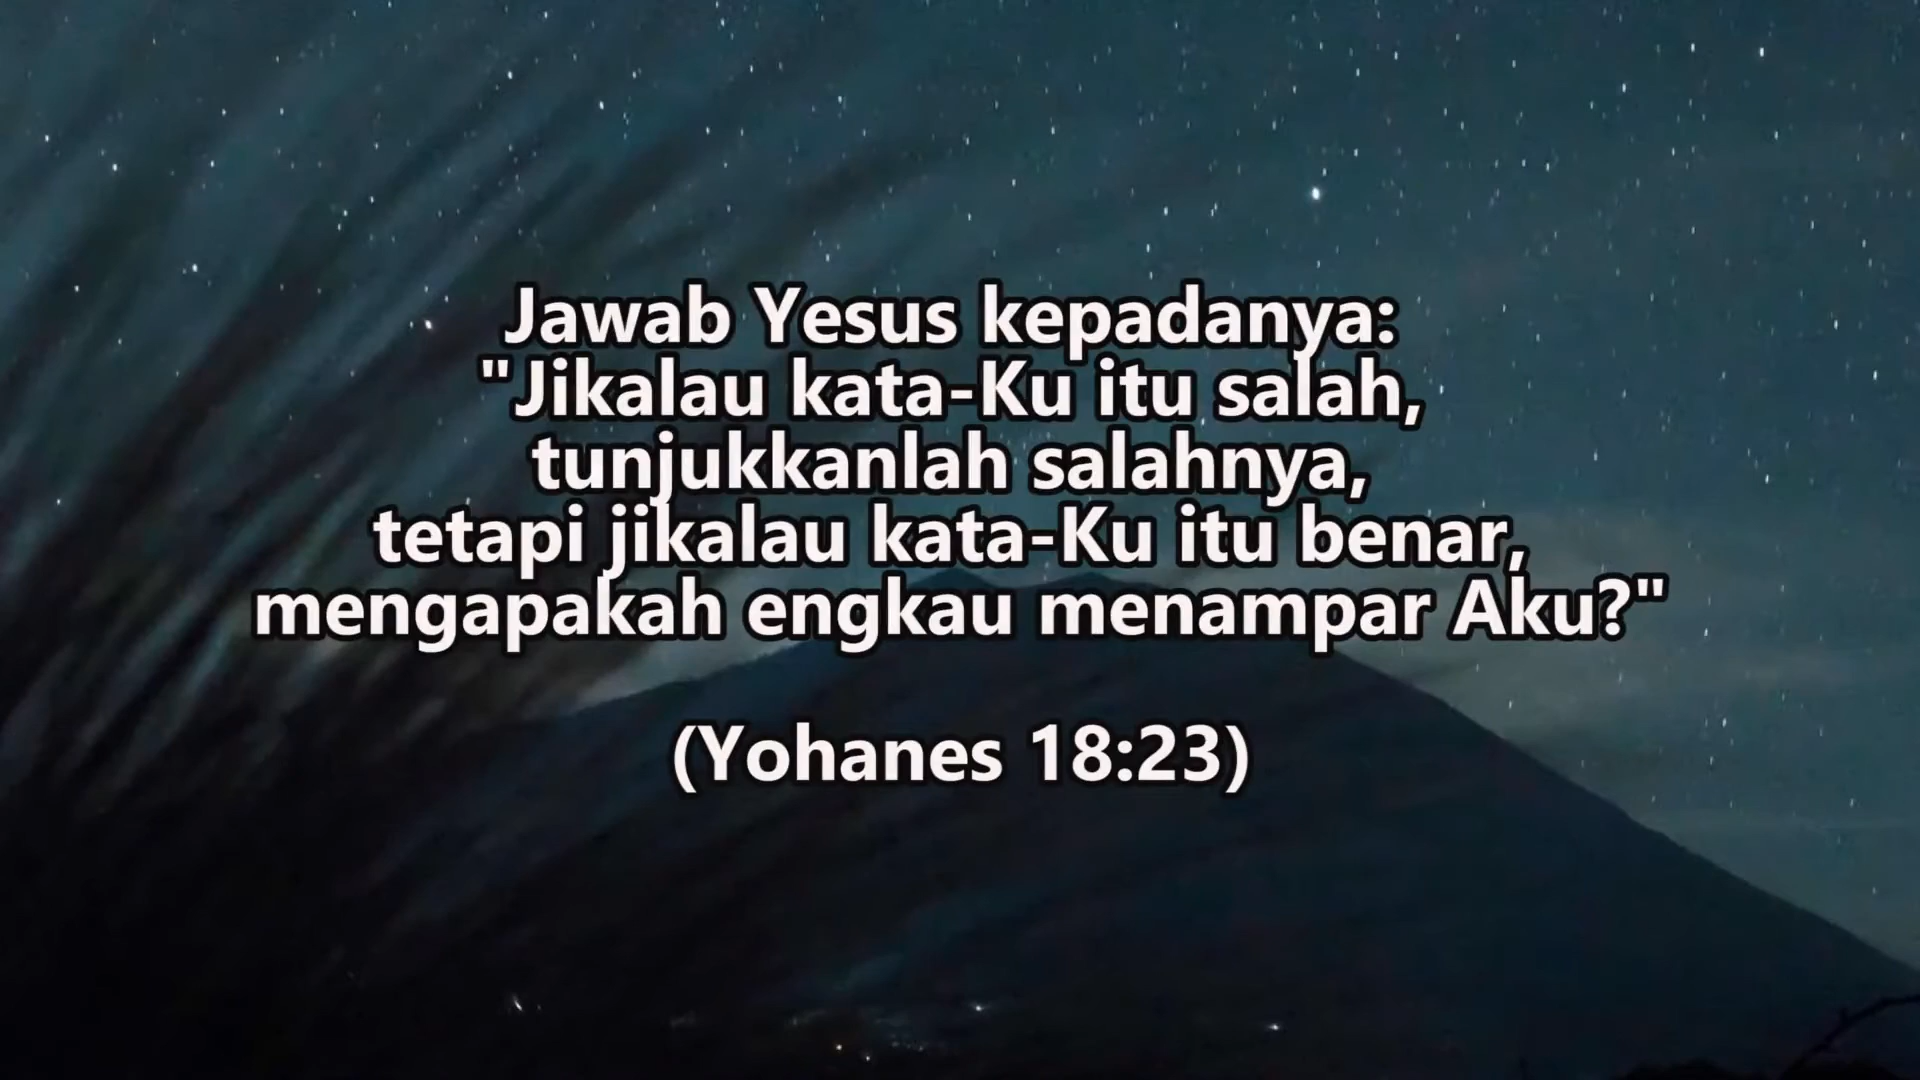 Jawab Yesus kepadanya:
"Jikalau kata-Ku itu salah,
tunjukkanlah salahnya,
tetapi jikalau kata-Ku itu benar,
mengapakah engkau menampar Aku?"
(Yohanes 18:23)